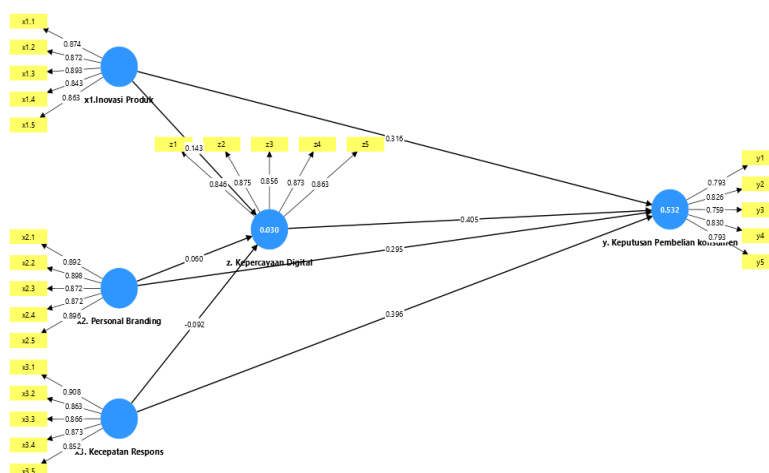 x1.1
x1.2
x1.3
x1.4
x1.5
0.874
0.872
0.893
0.843
0.863
x1.Inovasi Produk
0.316
0.143
z1
z2
z3
z4
z5
0.846
0.875
0.856
0.873
0.863
0.030
z. Kepercayaan Digital
0.405
0.295
0.060
-0.092
0.396
x2.1
x2.2
x2.3
x2.4
x2.5
0.892
0.898
0.872
0.872
0.896
x2. Personal Branding
x3.1
x3.2
x3.3
x3.4
x3.5
0.908
0.863
0.866
0.873
0.852
x3. Kecepatan Respons
0.532
y. Keputusan Pembelian konsumen
0.793
0.826
0.759
0.830
0.793
y1
y2
y3
y4
y5